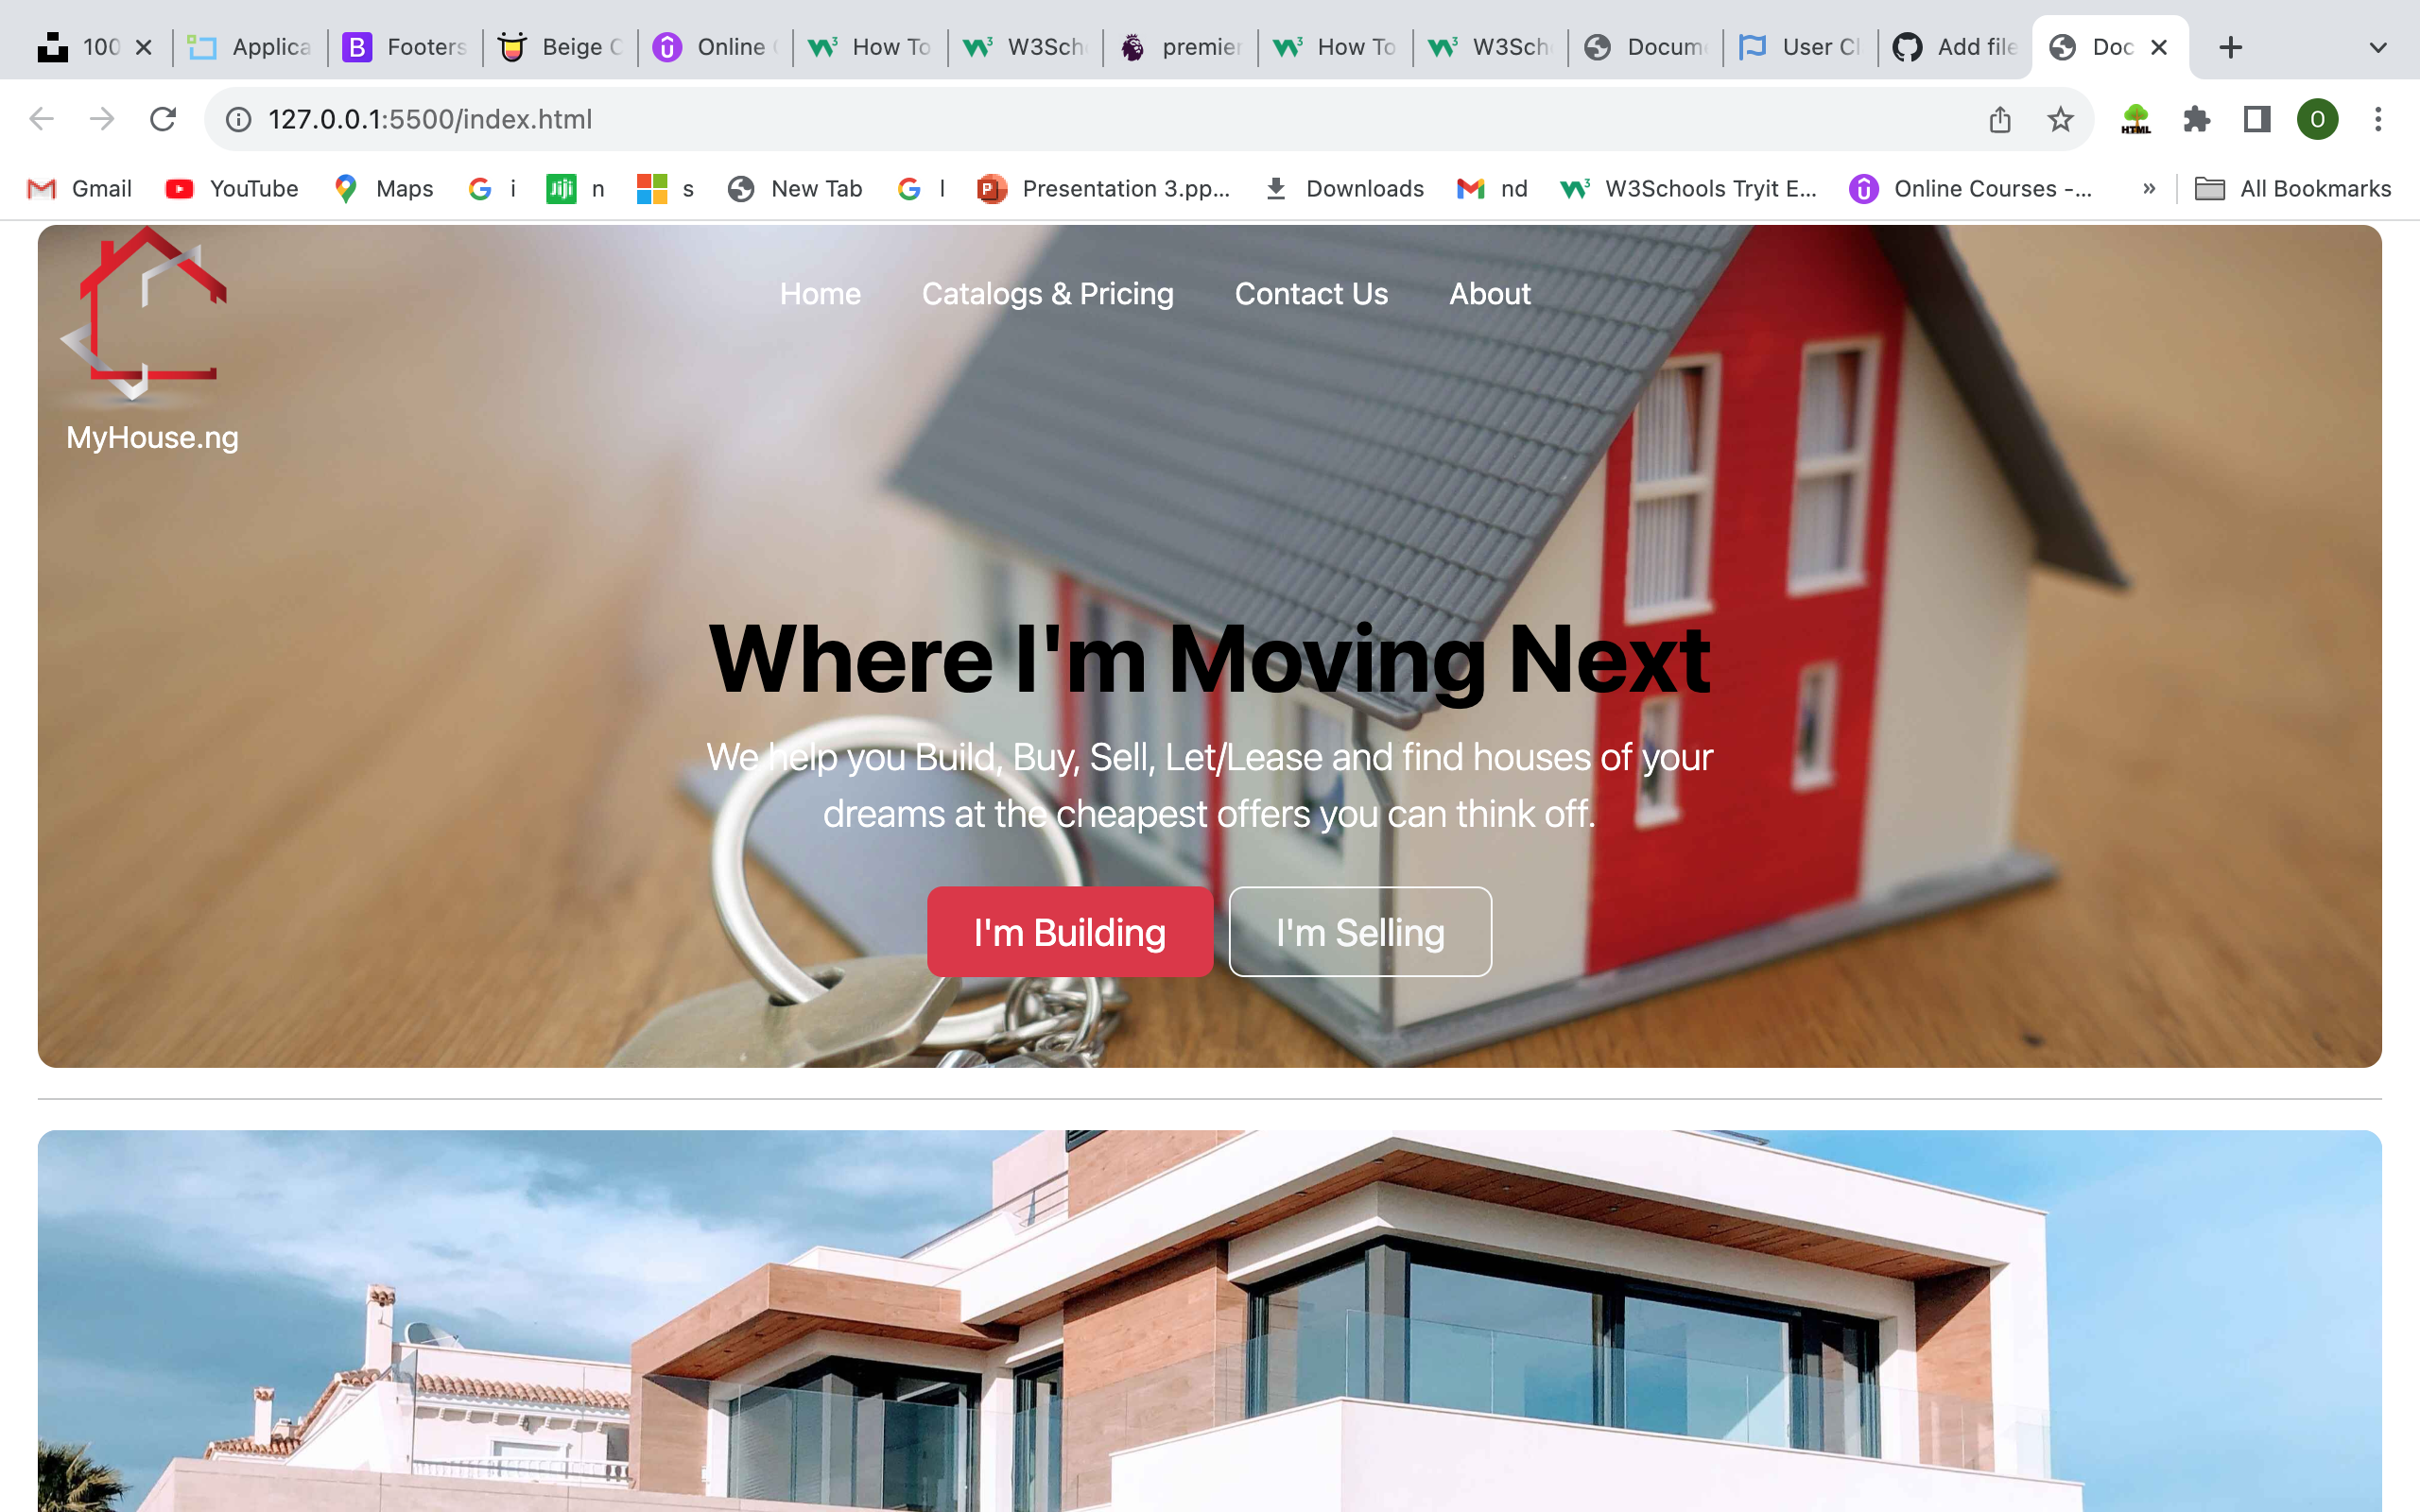 100 Applica Footers Beige C Online How To W3Sch premier How To W3Sch Docum User Cl Add file Doc
127.0.0.1:5500/index.html
HTML O
Gmail YouTube Maps i Jiji n s New Tab l Presentation 3.pp... Downloads nd W3Schools Tryit E... Online Courses -... » All Bookmarks
Home Catalogs & Pricing Contact Us About
MyHouse.ng
Where I'm Moving Next
We help you Build, Buy, Sell, Let/Lease and find houses of your
dreams at the cheapest offers you can think off.
I'm Building I'm Selling